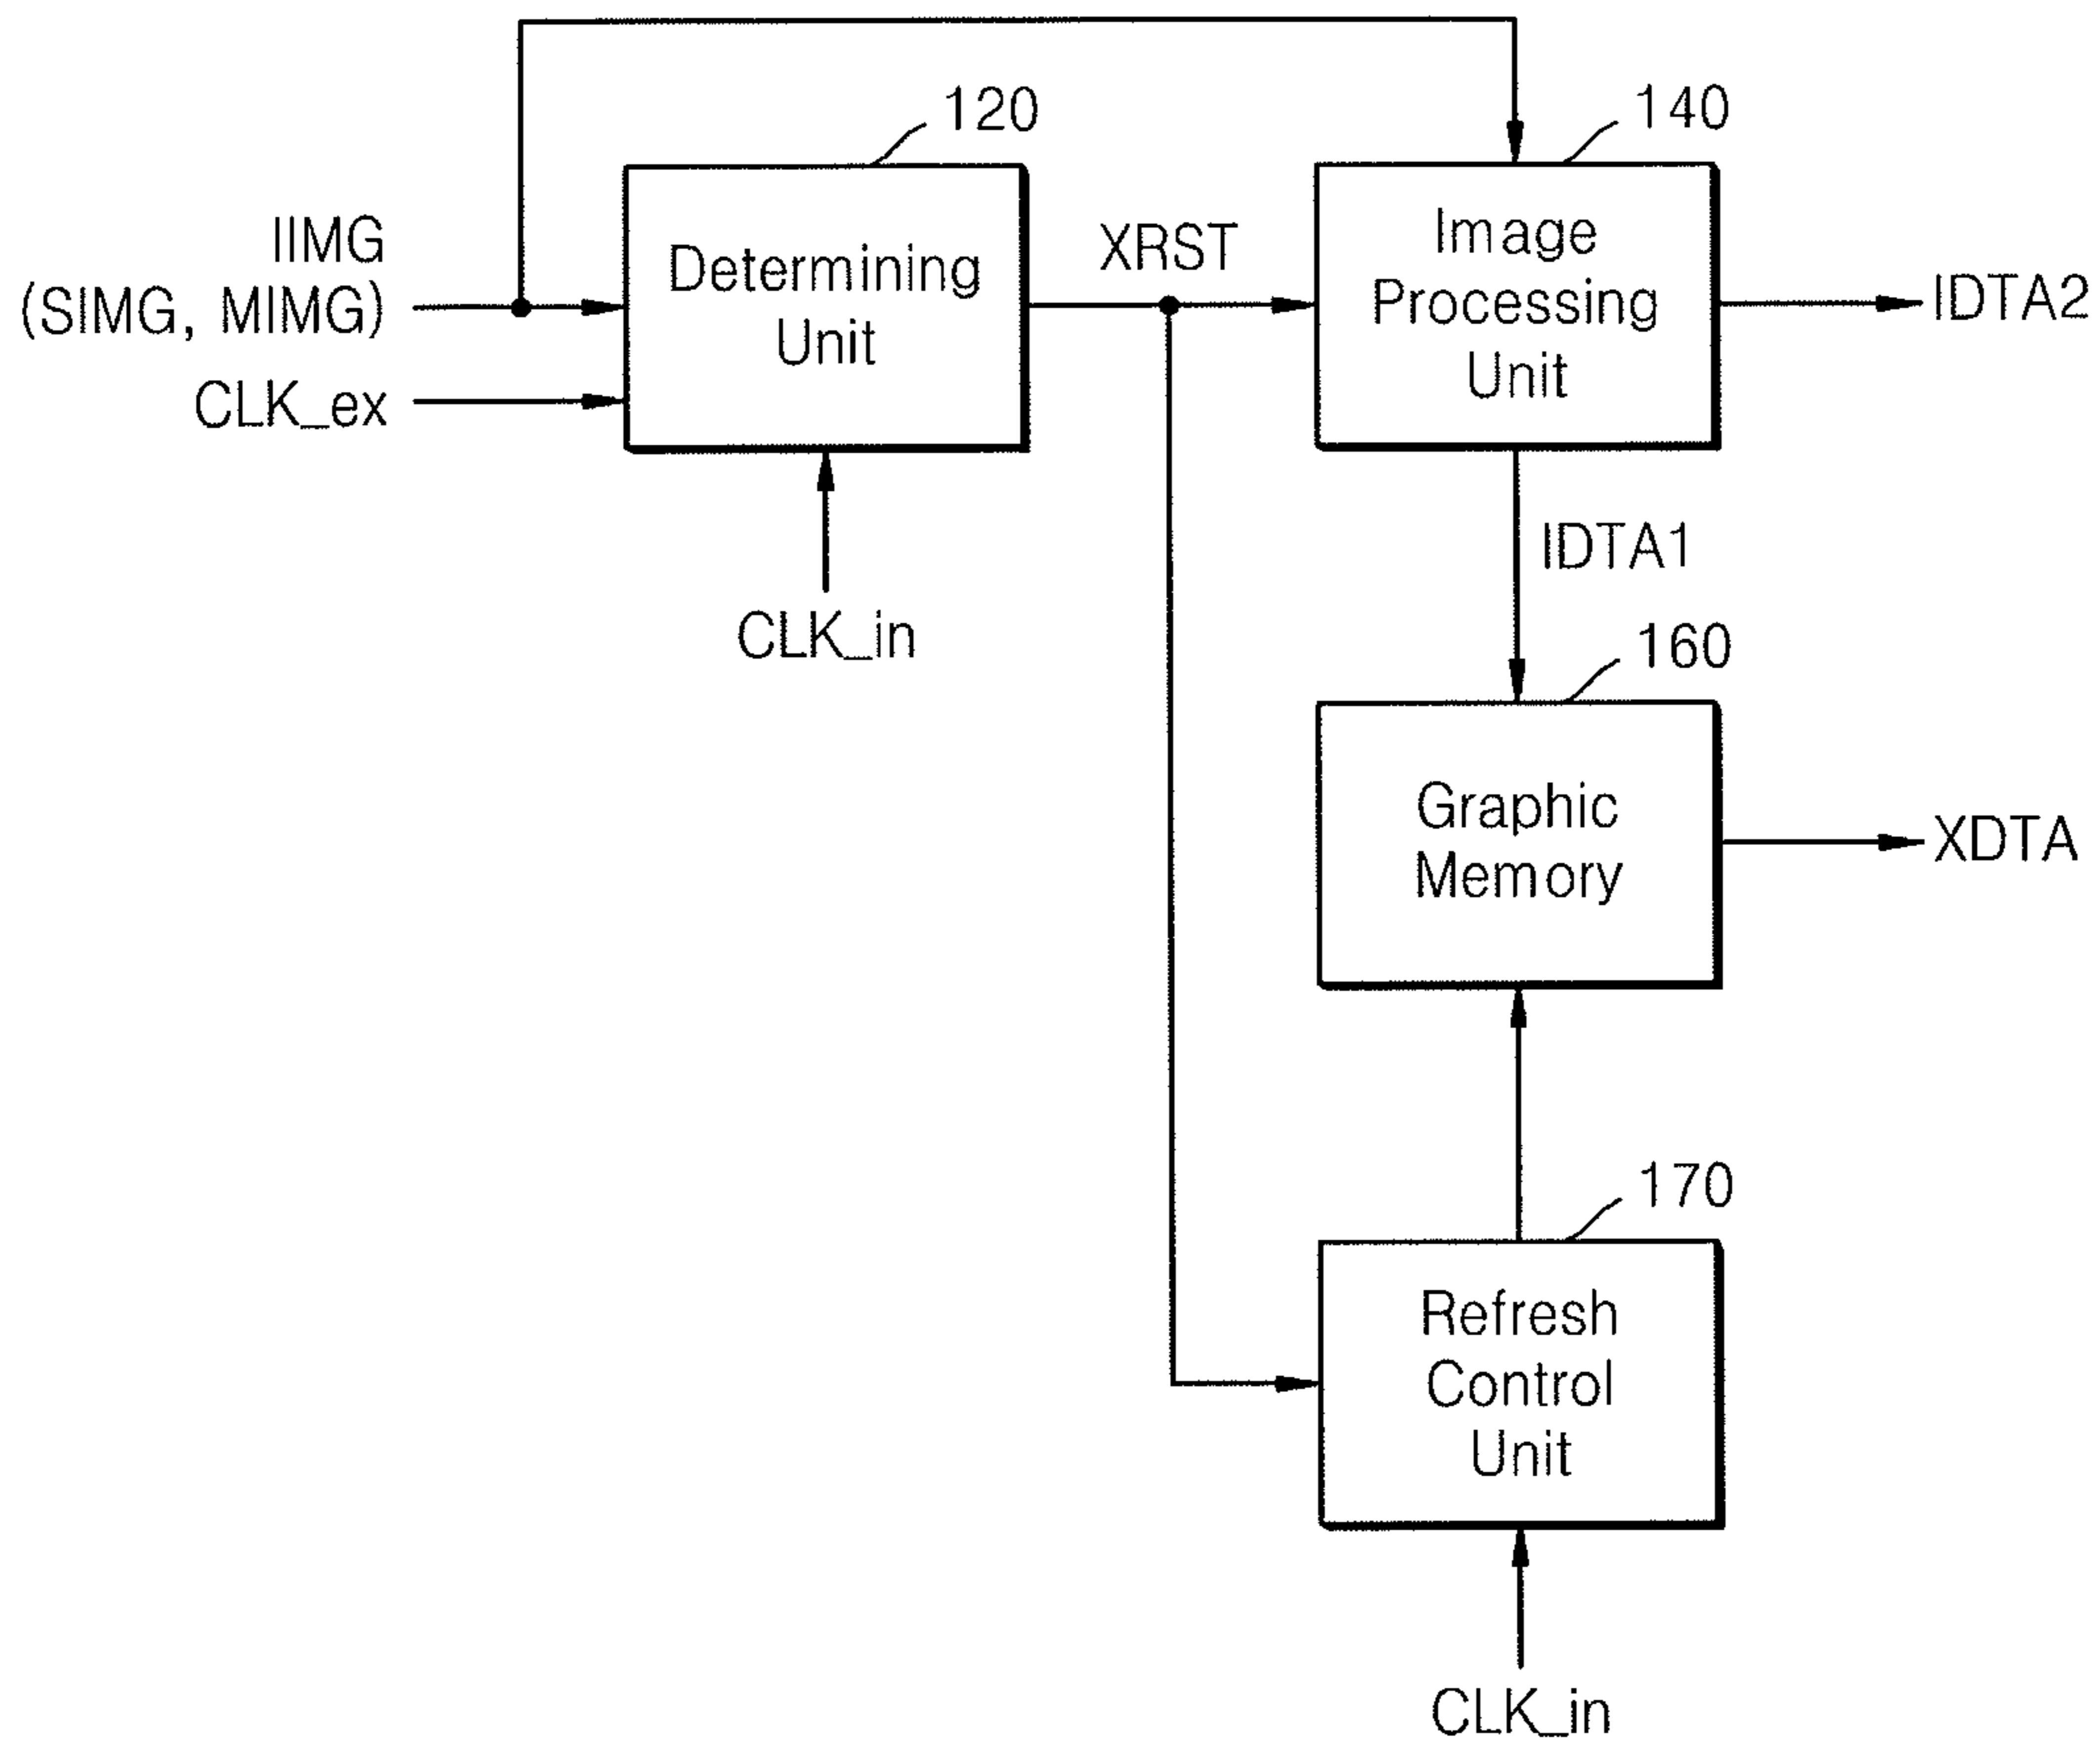 120
140
IIMG
(SIMG, MIMG)
CLK_ex
Determining
Unit
XRST
Image
Processing
Unit
IDTA2
CLK_in
IDTA1
160
Graphic
Memory
XDTA
170
Refresh
Control
Unit
CLK_in